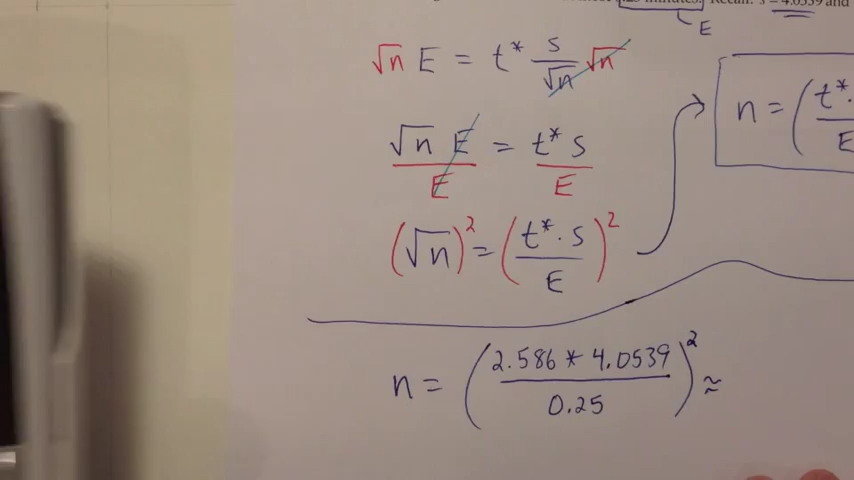 minutes. Recall: s = 4.0539 and
E
√n E = t* s/√n √n
n = (t*·/E
√n E/E = t* s/E
(√n)² = (t*·s/E)²
n = (2.586 * 4.0539/0.25)² ≈